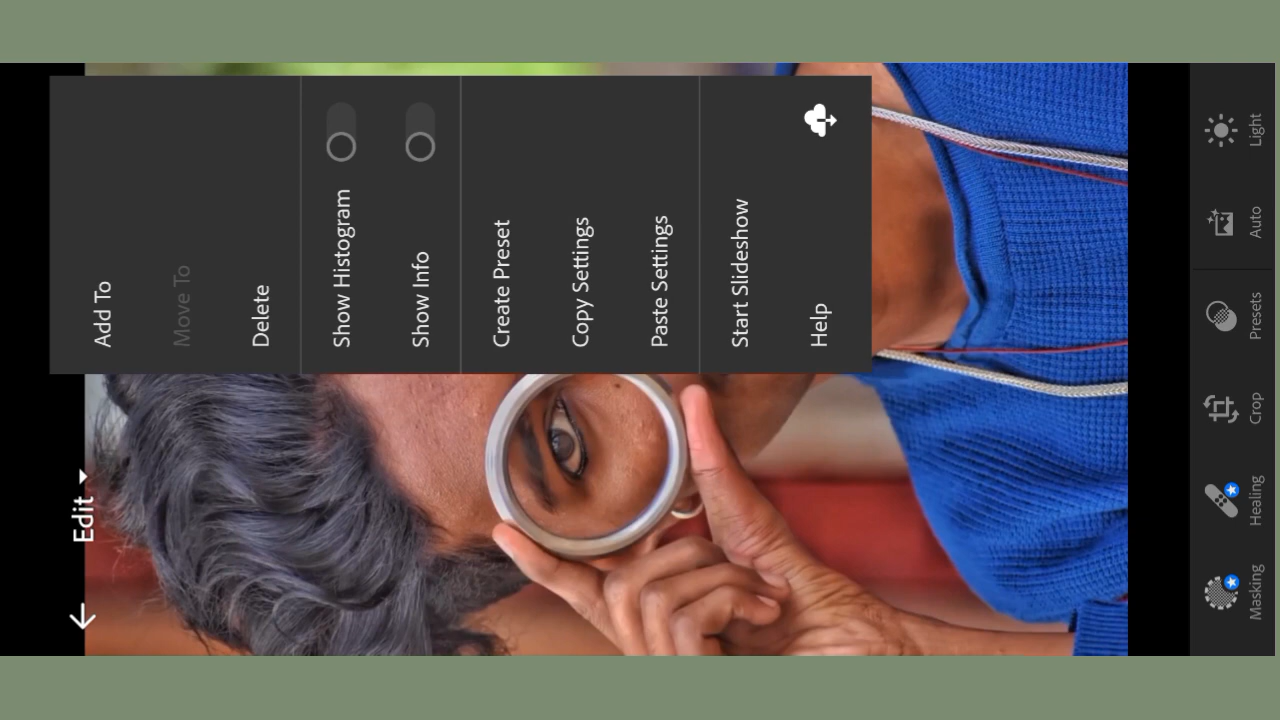 Edit
Add To
Move To
Delete
Show Histogram
Show Info
Create Preset
Copy Settings
Paste Settings
Start Slideshow
Help
Masking
Healing
Crop
Presets
Auto
Light